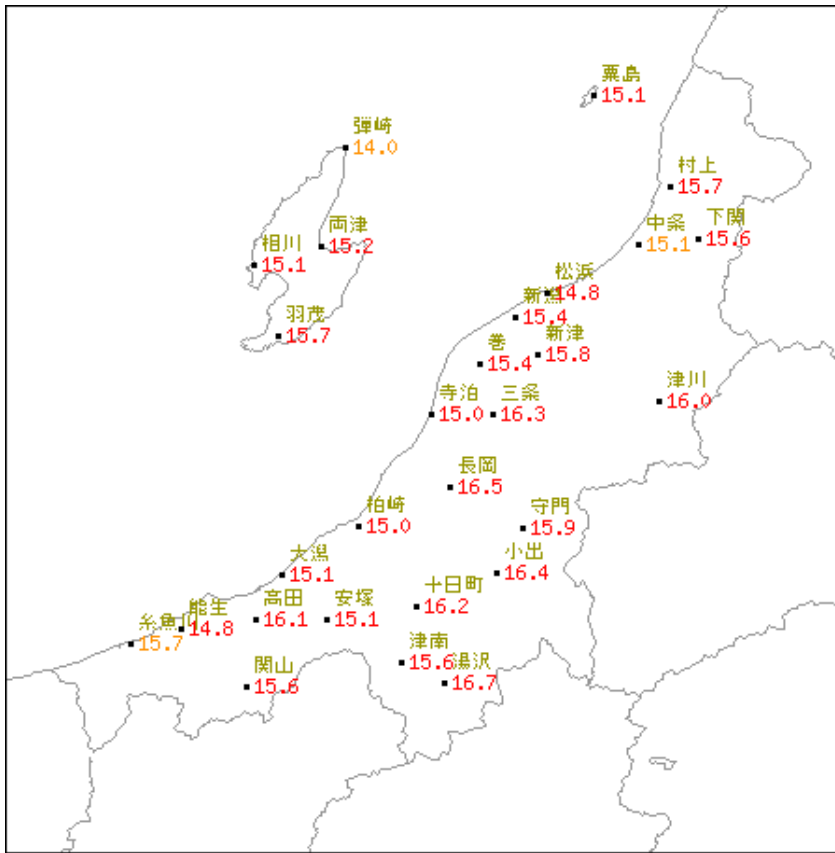 粟島
15.1
弾崎
14.0
村上
15.7
両津
15.2
相川
15.1
中条
15.1
下関
15.6
松浜
14.8
新潟
15.4
羽茂
15.7
巻
15.4
新津
15.8
津川
16.0
寺泊
15.0
三条
16.3
長岡
16.5
柏崎
15.0
守門
15.9
大潟
15.1
小出
16.4
能生
14.8
高田
16.1
安塚
15.1
十日町
16.2
糸魚川
15.7
津南
15.6
湯沢
16.7
関山
15.6